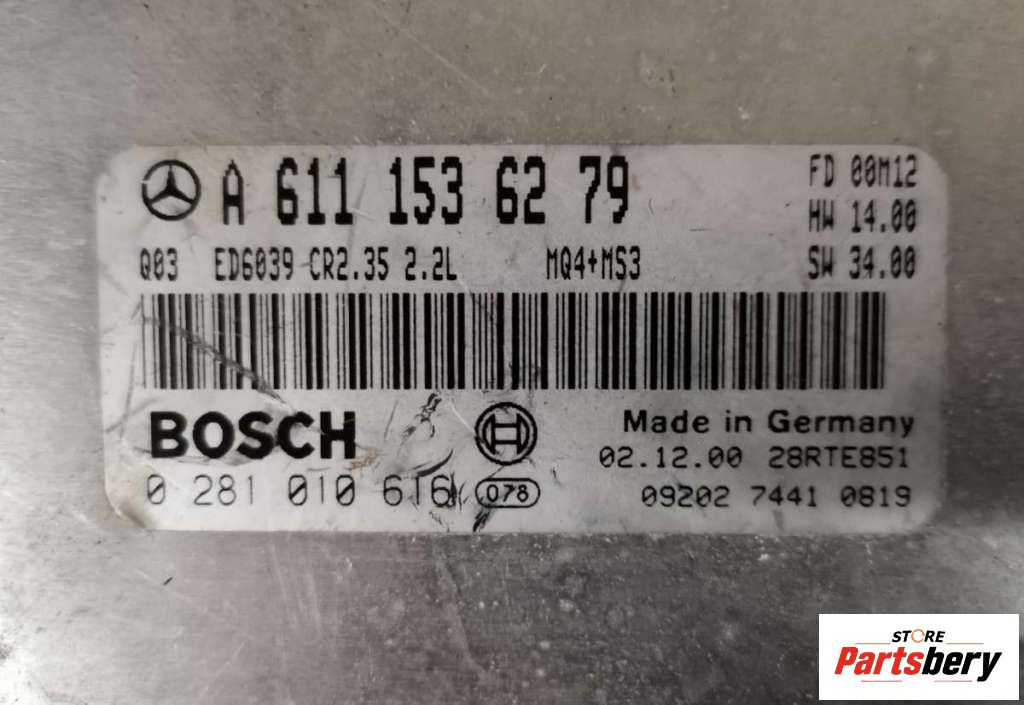 A 611 153 62 79
FD 00M12
HW 14.00
Q03 ED6039 CR2.35 2.2L MQ4+MS3
SW 34.00
BOSCH
Made in Germany
02.12.00 28RTE851
0 281 010 616 078
09202 7441 0819
STORE
Partsbery